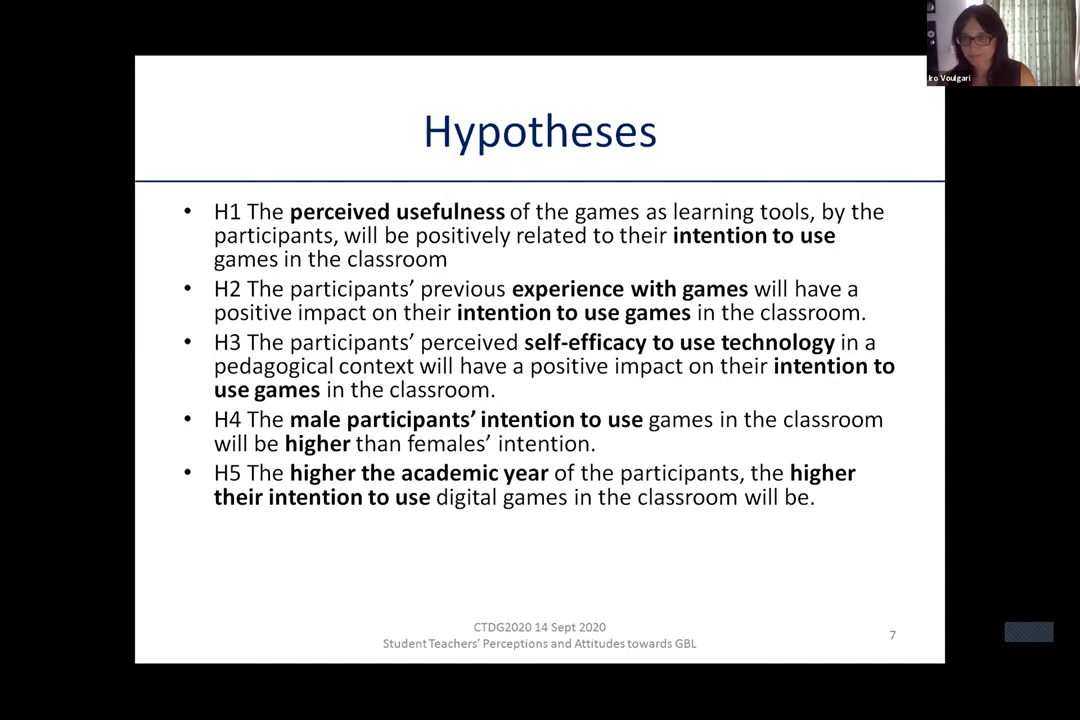 Iro Voulgari
Hypotheses
• H1 The perceived usefulness of the games as learning tools, by the
participants, will be positively related to their intention to use
games in the classroom
• H2 The participants’ previous experience with games will have a
positive impact on their intention to use games in the classroom.
• H3 The participants’ perceived self-efficacy to use technology in a
pedagogical context will have a positive impact on their intention to
use games in the classroom.
• H4 The male participants’ intention to use games in the classroom
will be higher than females’ intention.
• H5 The higher the academic year of the participants, the higher
their intention to use digital games in the classroom will be.
CTDG2020 14 Sept 2020
Student Teachers’ Perceptions and Attitudes towards GBL
7